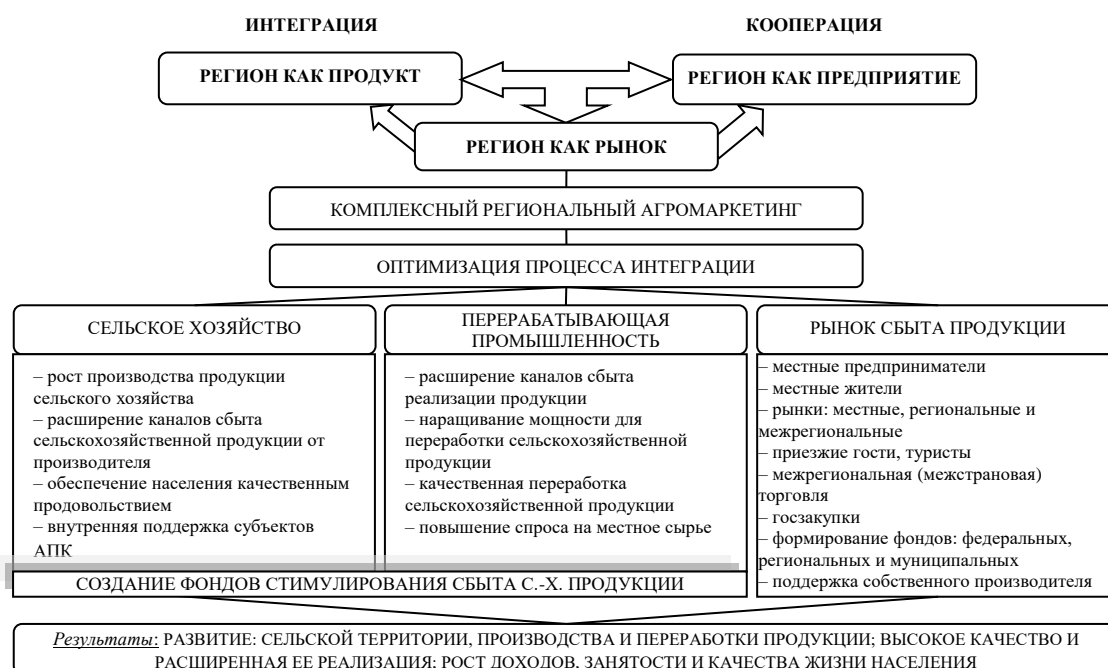 ИНТЕГРАЦИЯ
КООПЕРАЦИЯ
РЕГИОН КАК ПРОДУКТ
РЕГИОН КАК ПРЕДПРИЯТИЕ
РЕГИОН КАК РЫНОК
КОМПЛЕКСНЫЙ РЕГИОНАЛЬНЫЙ АГРОМАРКЕТИНГ
ОПТИМИЗАЦИЯ ПРОЦЕССА ИНТЕГРАЦИИ
СЕЛЬСКОЕ ХОЗЯЙСТВО
– рост производства продукции
сельского хозяйства
– расширение каналов сбыта
сельскохозяйственной продукции от
производителя
– обеспечение населения качественным
продовольствием
– внутренняя поддержка субъектов
АПК
ПЕРЕРАБАТЫВАЮЩАЯ
ПРОМЫШЛЕННОСТЬ
– расширение каналов сбыта
реализации продукции
– наращивание мощности для
переработки сельскохозяйственной
продукции
– качественная переработка
сельскохозяйственной продукции
– повышение спроса на местное сырье
РЫНОК СБЫТА ПРОДУКЦИИ
– местные предприниматели
– местные жители
– рынки: местные, региональные и
межрегиональные
– приезжие гости, туристы
– межрегиональная (межстрановая)
торговля
– госзакупки
– формирование фондов: федеральных,
региональных и муниципальных
– поддержка собственного производителя
СОЗДАНИЕ ФОНДОВ СТИМУЛИРОВАНИЯ СБЫТА С.-Х. ПРОДУКЦИИ
Результаты: РАЗВИТИЕ: СЕЛЬСКОЙ ТЕРРИТОРИИ, ПРОИЗВОДСТВА И ПЕРЕРАБОТКИ ПРОДУКЦИИ; ВЫСОКОЕ КАЧЕСТВО И
РАСШИРЕННАЯ ЕЕ РЕАЛИЗАЦИЯ; РОСТ ДОХОДОВ, ЗАНЯТОСТИ И КАЧЕСТВА ЖИЗНИ НАСЕЛЕНИЯ